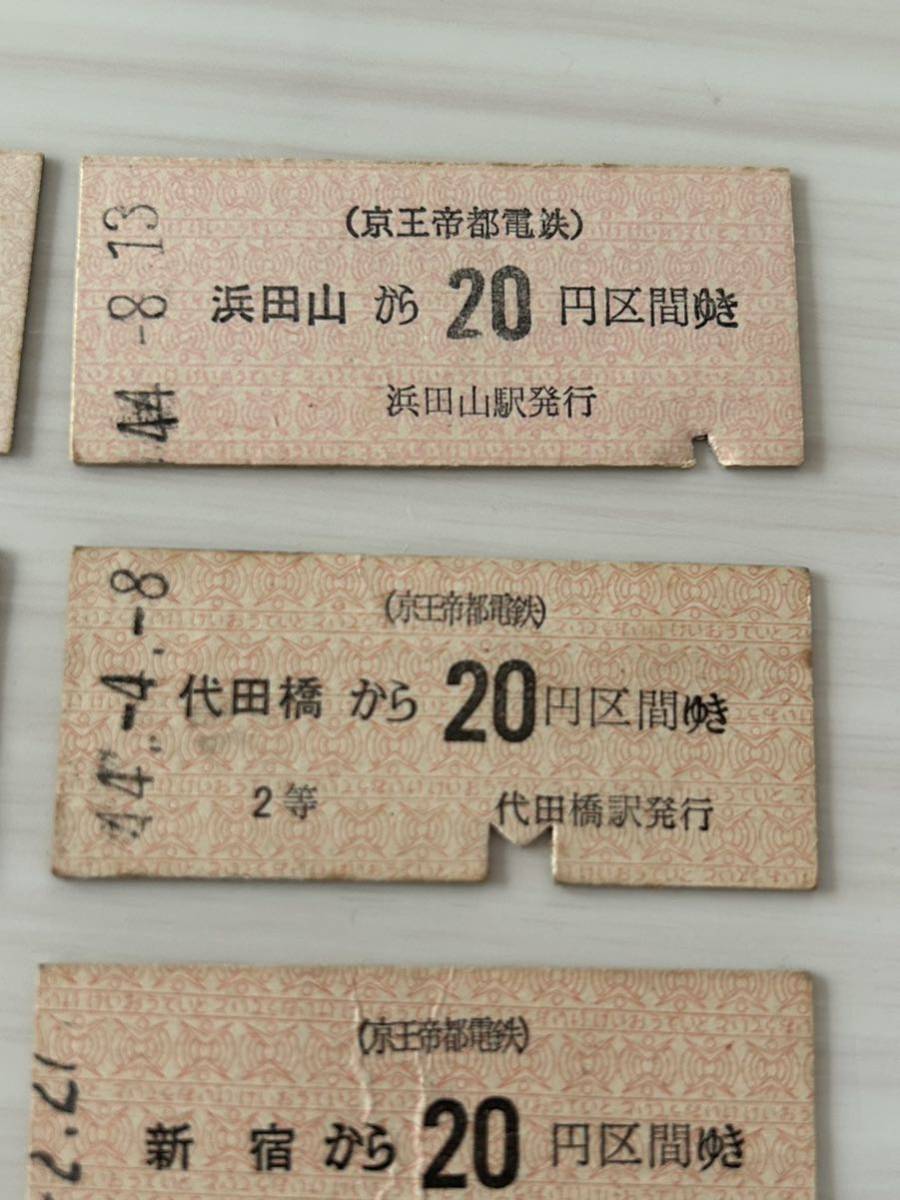 (京王帝都電鉄)
浜田山 から 20 円区間ゆき
浜田山駅発行
44 -8. 13
(京王帝都電鉄)
代田橋 から 20 円区間ゆき
2等 代田橋駅発行
44. -4. -8
(京王帝都電鉄)
新宿 から 20 円区間ゆき
2. 21